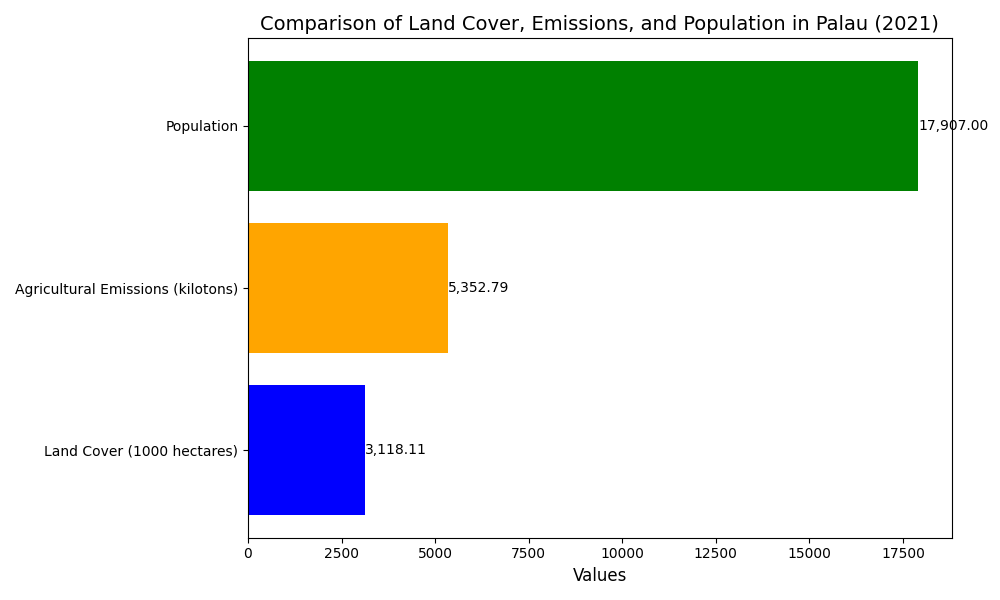 Comparison of Land Cover, Emissions, and Population in Palau (2021)
Population
17,907.00
Agricultural Emissions (kilotons)
5,352.79
Land Cover (1000 hectares)
3,118.11
0 2500 5000 7500 10000 12500 15000 17500
Values